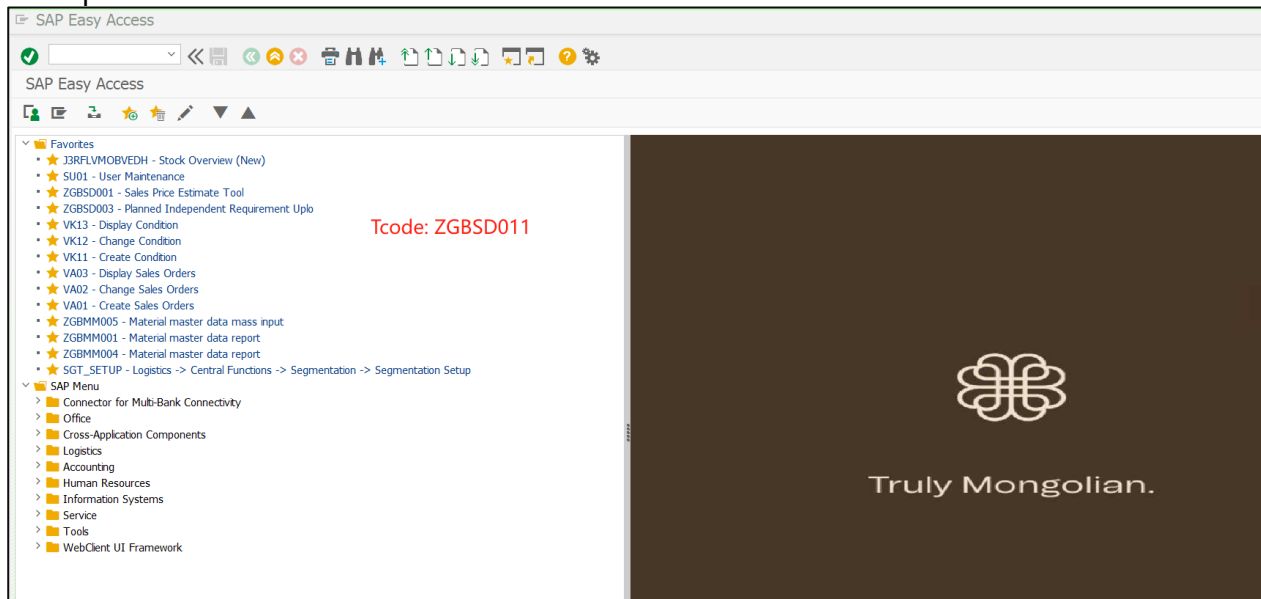 SAP Easy Access
SAP Easy Access
Favorites
J3RFLVMOBVEDH - Stock Overview (New)
SU01 - User Maintenance
ZGBSD001 - Sales Price Estimate Tool
ZGBSD003 - Planned Independent Requirement Uplo
VK13 - Display Condition
Tcode: ZGBSD011
VK12 - Change Condition
VK11 - Create Condition
VA03 - Display Sales Orders
VA02 - Change Sales Orders
VA01 - Create Sales Orders
ZGBMM005 - Material master data mass input
ZGBMM001 - Material master data report
ZGBMM004 - Material master data report
SGT_SETUP - Logistics -> Central Functions -> Segmentation -> Segmentation Setup
SAP Menu
Connector for Multi-Bank Connectivity
Office
Cross-Application Components
Logistics
Accounting
Human Resources
Information Systems
Service
Tools
WebClient UI Framework
Truly Mongolian.